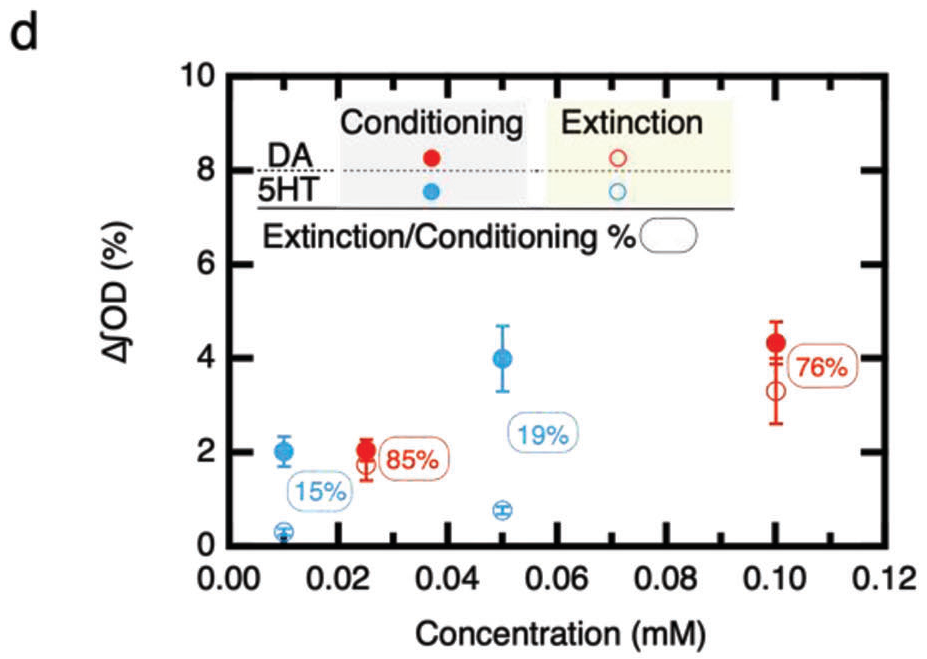 d
10
8
6
4
2
0
Δ∫OD (%)
Conditioning Extinction
DA
5HT
Extinction/Conditioning %
15%
85%
19%
76%
0.00 0.02 0.04 0.06 0.08 0.10 0.12
Concentration (mM)